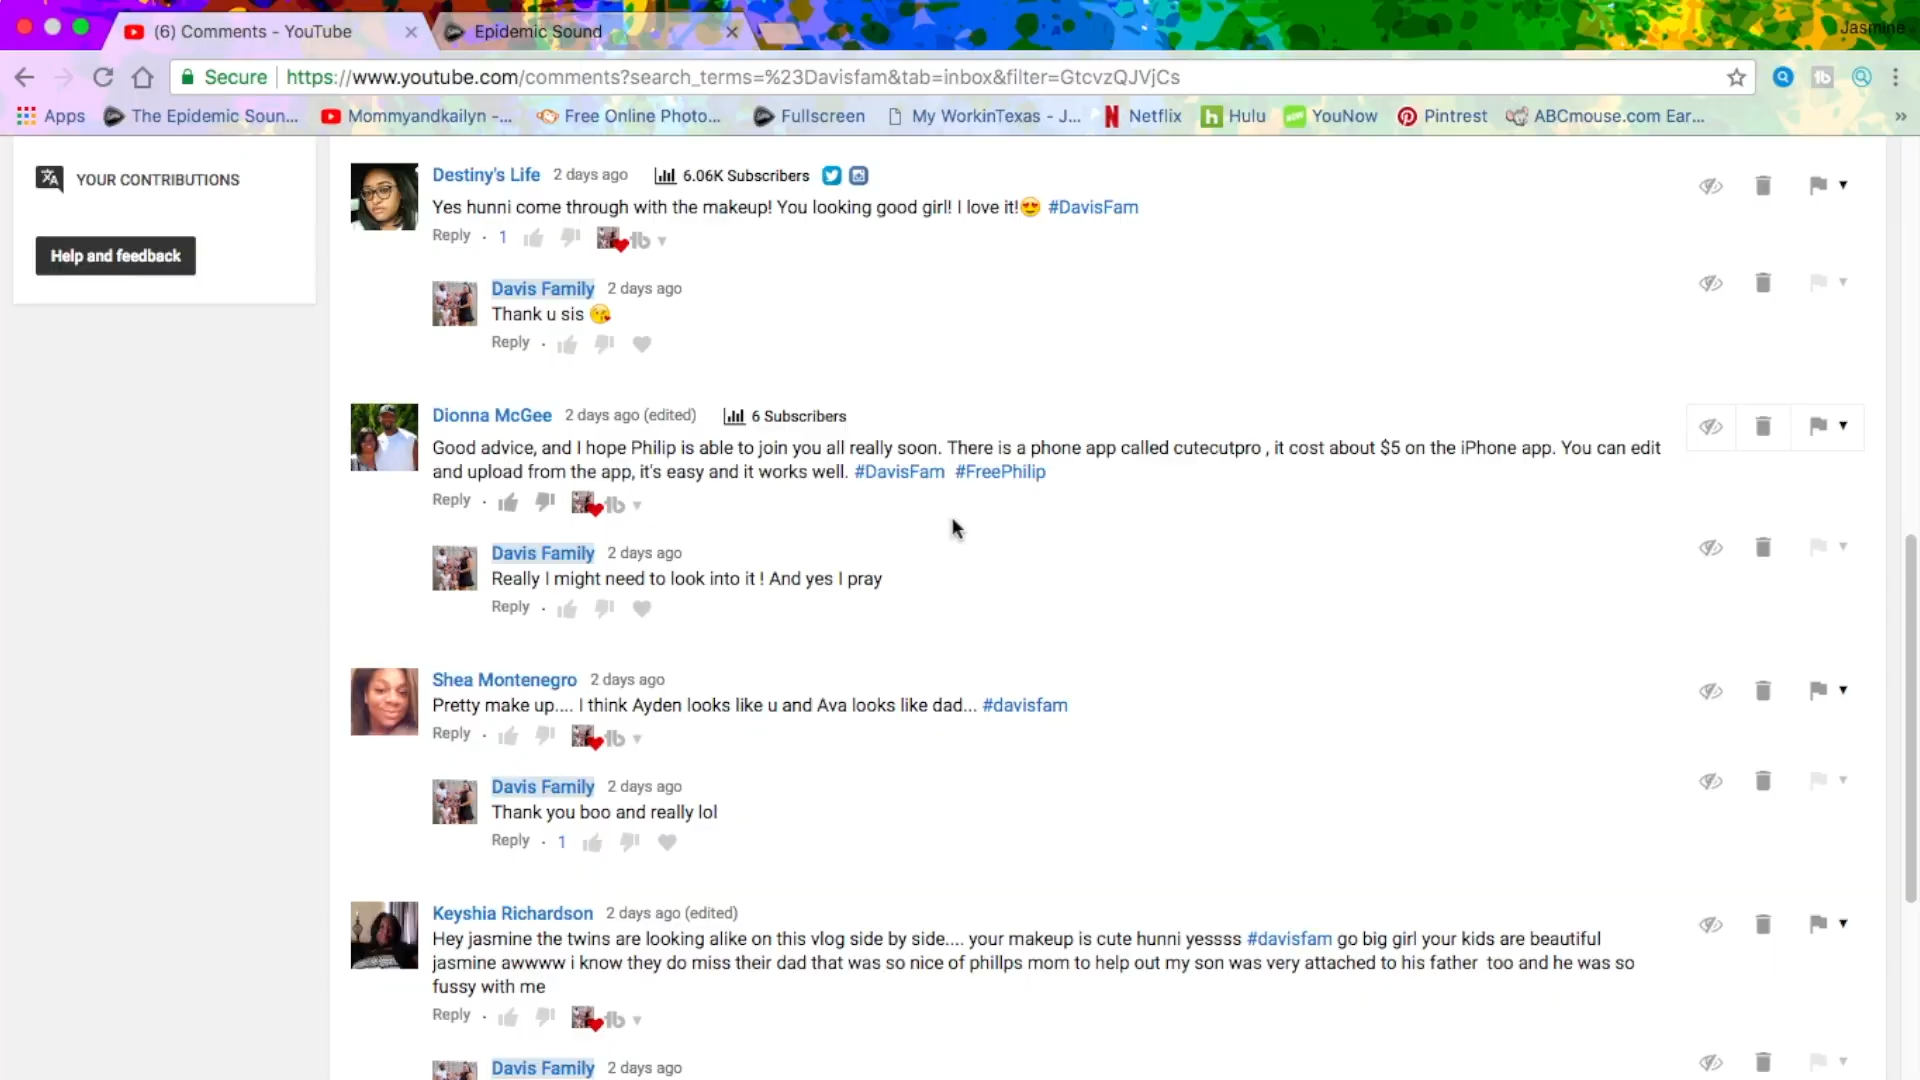 (6) Comments - YouTube
Epidemic Sound
Jasmine
Secure
https://www.youtube.com/comments?search_terms=%23Davisfam&tab=inbox&filter=GtcvzQJVjCs
Apps
The Epidemic Soun...
Mommyandkailyn -...
Free Online Photo...
Fullscreen
My WorkinTexas - J...
Netflix
Hulu
YouNow
Pintrest
ABCmouse.com Ear...
»
YOUR CONTRIBUTIONS
Help and feedback
Destiny's Life 2 days ago 6.06K Subscribers
Yes hunni come through with the makeup! You looking good girl! I love it!😍 #DavisFam
Reply · 1
Davis Family 2 days ago
Thank u sis 😘
Reply ·
Dionna McGee 2 days ago (edited) 6 Subscribers
Good advice, and I hope Philip is able to join you all really soon. There is a phone app called cutecutpro , it cost about $5 on the iPhone app. You can edit
and upload from the app, it's easy and it works well. #DavisFam #FreePhilip
Reply ·
Davis Family 2 days ago
Really I might need to look into it ! And yes I pray
Reply ·
Shea Montenegro 2 days ago
Pretty make up.... I think Ayden looks like u and Ava looks like dad... #davisfam
Reply ·
Davis Family 2 days ago
Thank you boo and really lol
Reply · 1
Keyshia Richardson 2 days ago (edited)
Hey jasmine the twins are looking alike on this vlog side by side.... your makeup is cute hunni yessss #davisfam go big girl your kids are beautiful
jasmine awwww i know they do miss their dad that was so nice of phillps mom to help out my son was very attached to his father too and he was so
fussy with me
Reply ·
Davis Family 2 days ago